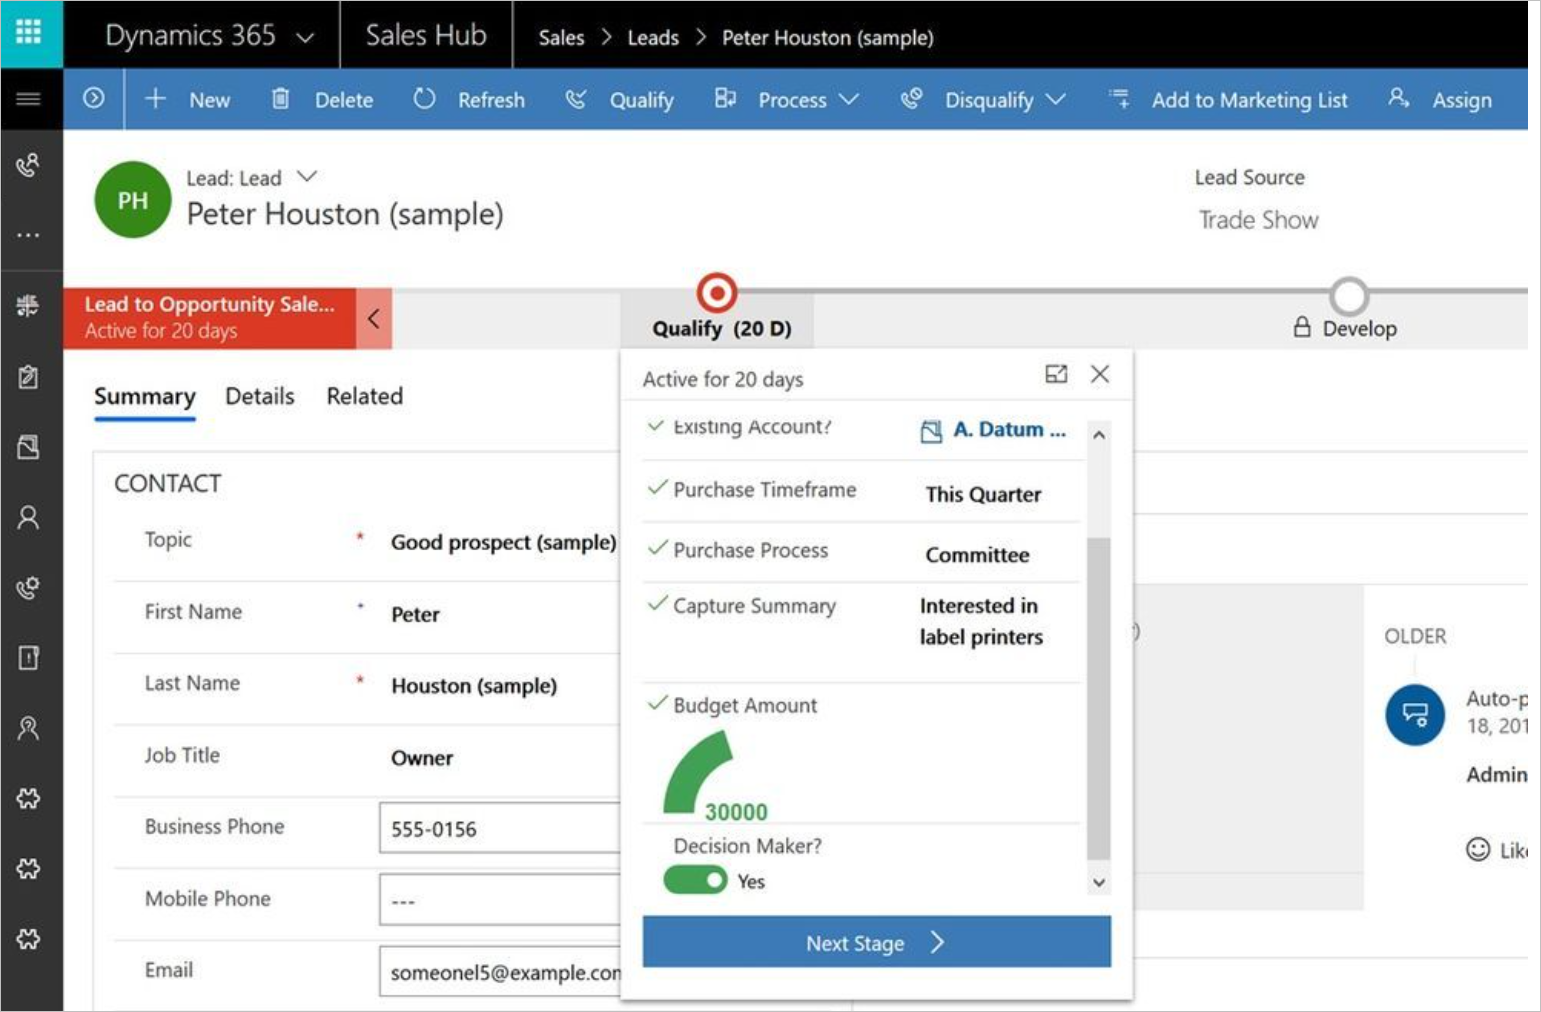 Dynamics 365
Sales Hub
Sales > Leads > Peter Houston (sample)
New
Delete
Refresh
Qualify
Process
Disqualify
Add to Marketing List
Assign
PH
Lead: Lead
Peter Houston (sample)
Lead Source
Trade Show
Lead to Opportunity Sale...
Active for 20 days
Qualify (20 D)
Develop
Summary
Details
Related
Active for 20 days
Existing Account?
A. Datum ...
Purchase Timeframe
This Quarter
Purchase Process
Committee
Capture Summary
Interested in
label printers
Budget Amount
30000
Decision Maker?
Yes
Next Stage
CONTACT
Topic * Good prospect (sample)
First Name + Peter
Last Name * Houston (sample)
Job Title Owner
Business Phone 555-0156
Mobile Phone ---
Email someonel5@example.com
OLDER
Auto-p
18, 201
Admin
Like